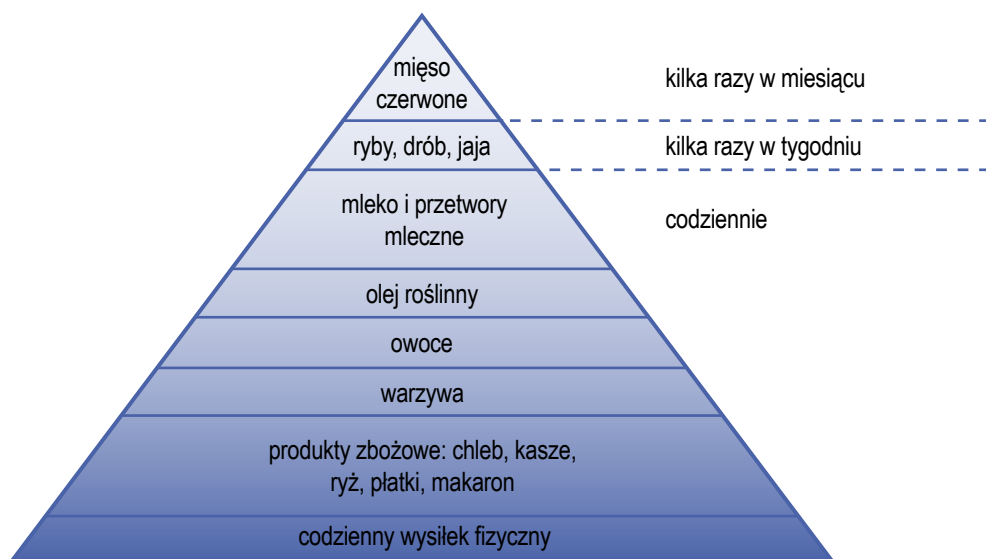 mięso
czerwone
kilka razy w miesiącu
ryby, drób, jaja
kilka razy w tygodniu
mleko i przetwory
mleczne
codziennie
olej roślinny
owoce
warzywa
produkty zbożowe: chleb, kasze,
ryż, płatki, makaron
codzienny wysiłek fizyczny